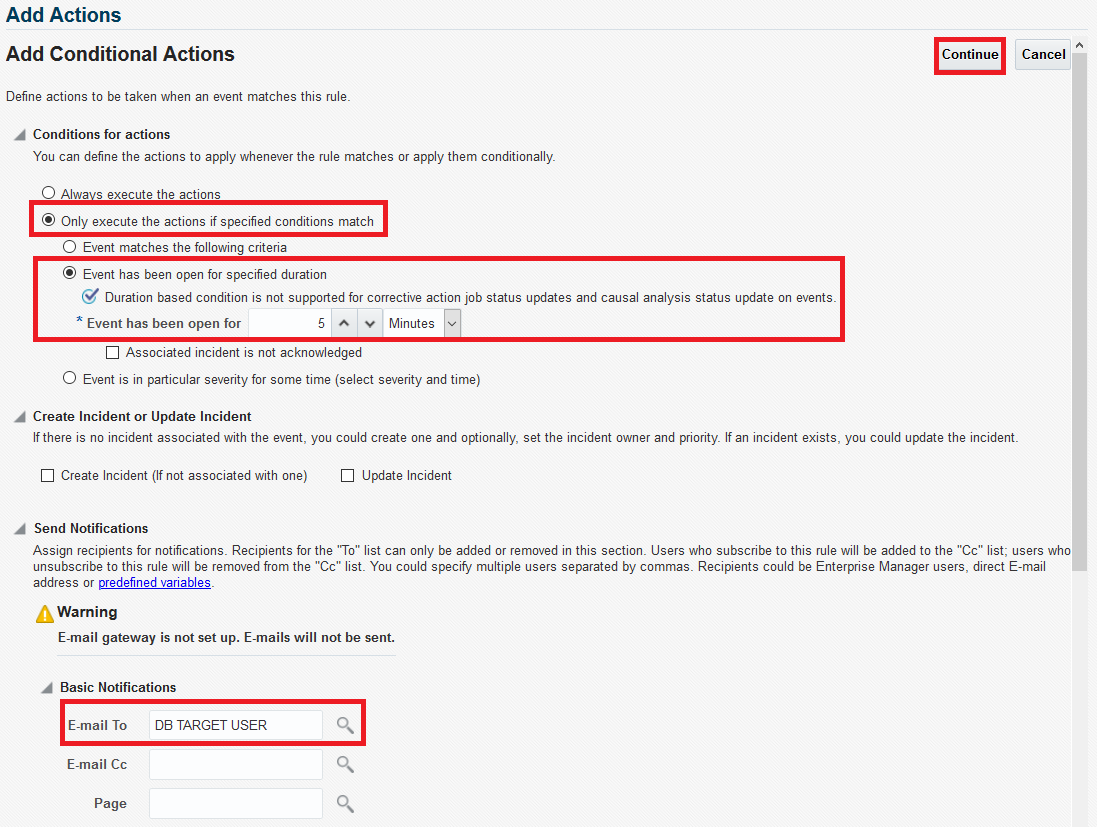 Add Actions
Add Conditional Actions
Continue
Cancel
Define actions to be taken when an event matches this rule.
Conditions for actions
You can define the actions to apply whenever the rule matches or apply them conditionally.
Always execute the actions
Only execute the actions if specified conditions match
Event matches the following criteria
Event has been open for specified duration
Duration based condition is not supported for corrective action job status updates and causal analysis status update on events.
* Event has been open for 5 Minutes
Associated incident is not acknowledged
Event is in particular severity for some time (select severity and time)
Create Incident or Update Incident
If there is no incident associated with the event, you could create one and optionally, set the incident owner and priority. If an incident exists, you could update the incident.
Create Incident (If not associated with one) Update Incident
Send Notifications
Assign recipients for notifications. Recipients for the "To" list can only be added or removed in this section. Users who subscribe to this rule will be added to the "Cc" list; users who
unsubscribe to this rule will be removed from the "Cc" list. You could specify multiple users separated by commas. Recipients could be Enterprise Manager users, direct E-mail
address or predefined variables.
Warning
E-mail gateway is not set up. E-mails will not be sent.
Basic Notifications
E-mail To DB TARGET USER
E-mail Cc
Page